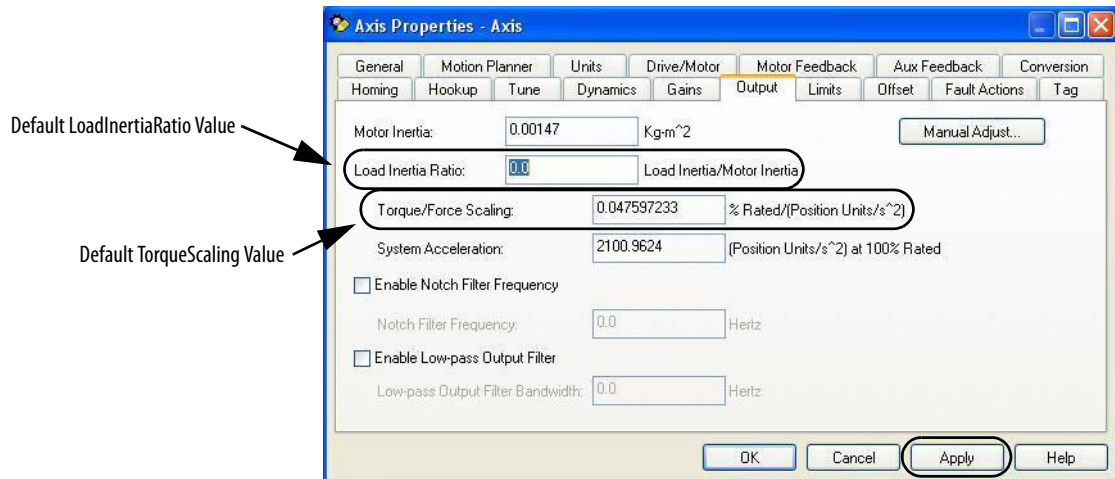 Axis Properties - Axis
General Motion Planner Units Drive/Motor Motor Feedback Aux Feedback Conversion
Homing Hookup Tune Dynamics Gains Output Limits Offset Fault Actions Tag
Default LoadInertiaRatio Value
Motor Inertia: 0.00147 Kg-m^2 Manual Adjust...
Load Inertia Ratio: 0.0 Load Inertia/Motor Inertia
Torque/Force Scaling: 0.047597233 % Rated/(Position Units/s^2)
Default TorqueScaling Value
System Acceleration: 2100.9624 (Position Units/s^2) at 100% Rated
Enable Notch Filter Frequency
Notch Filter Frequency: 0.0 Hertz
Enable Low-pass Output Filter
Low-pass Output Filter Bandwidth: 0.0 Hertz
OK Cancel Apply Help